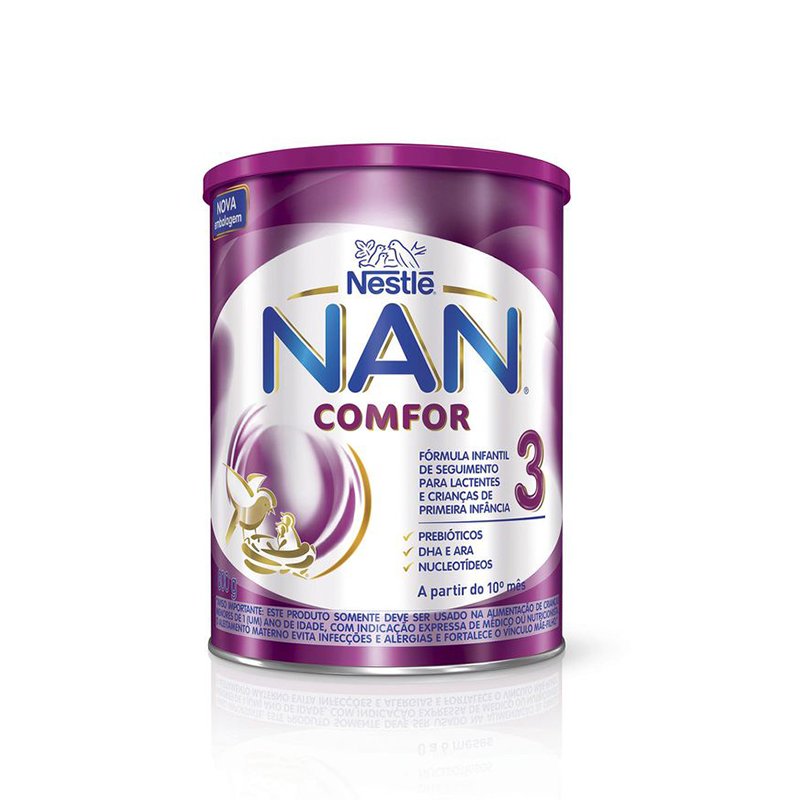 NOVA
embalagem
Nestlé
NAN®
COMFOR
3
FÓRMULA INFANTIL
DE SEGUIMENTO
PARA LACTENTES
E CRIANÇAS DE
PRIMEIRA INFÂNCIA
✓ PREBIÓTICOS
✓ DHA E ARA
✓ NUCLEOTÍDEOS
A partir do 10º mês
800 g
AVISO IMPORTANTE: ESTE PRODUTO SOMENTE DEVE SER USADO NA ALIMENTAÇÃO DE CRIANÇAS
MENORES DE 1 (UM) ANO DE IDADE, COM INDICAÇÃO EXPRESSA DE MÉDICO OU NUTRICIONISTA.
O ALEITAMENTO MATERNO EVITA INFECÇÕES E ALERGIAS E FORTALECE O VÍNCULO MÃE-FILHO